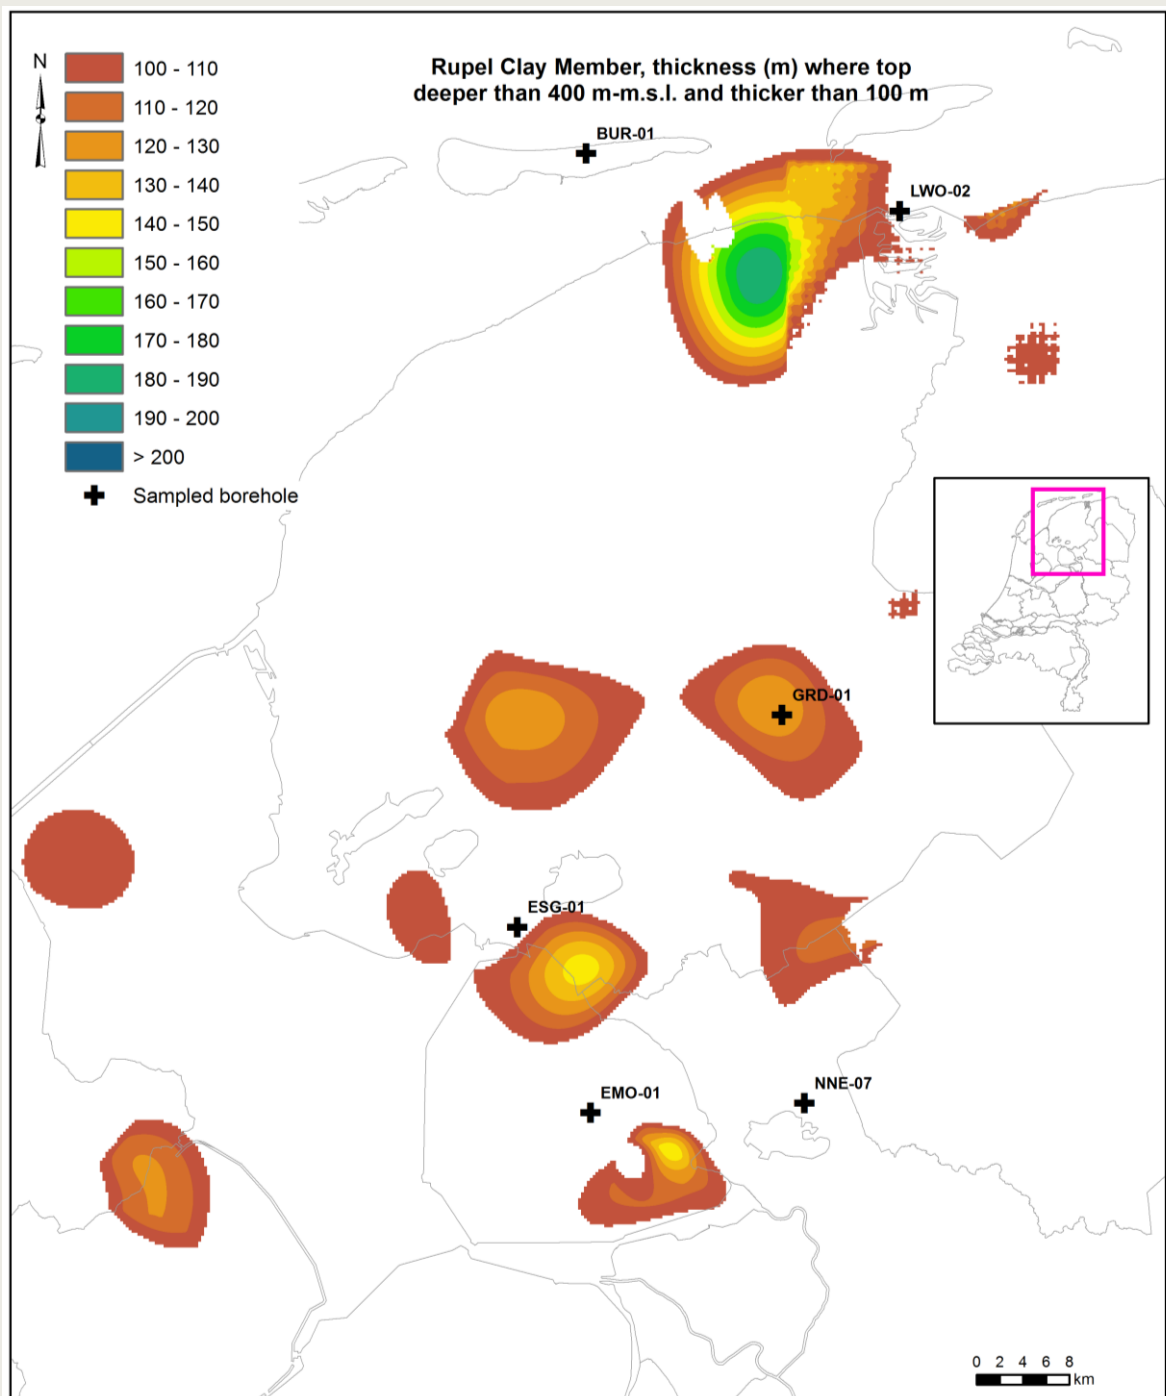 Rupel Clay Member, thickness (m) where top
deeper than 400 m-m.s.l. and thicker than 100 m
N
100 - 110
110 - 120
120 - 130
130 - 140
140 - 150
150 - 160
160 - 170
170 - 180
180 - 190
190 - 200
> 200
Sampled borehole
BUR-01
LWO-02
GRD-01
ESG-01
EMO-01
NNE-07
0 2 4 6 8
km